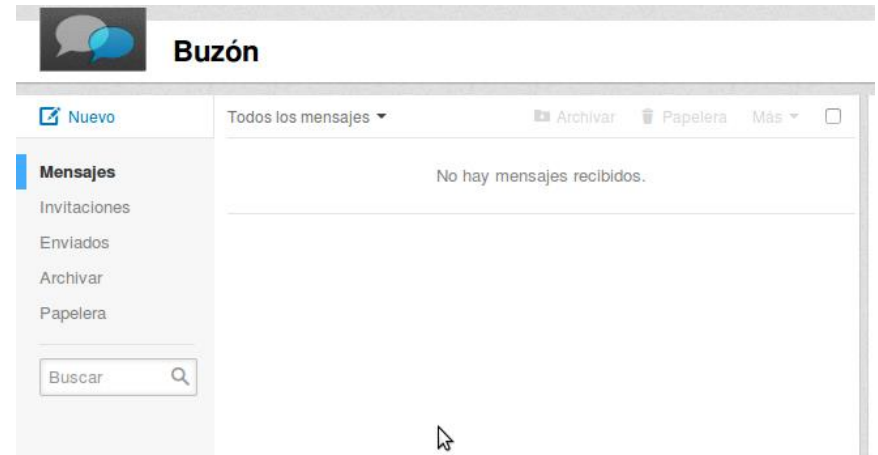 Buzón
Nuevo
Todos los mensajes
Archivar
Papelera
Más
Mensajes
No hay mensajes recibidos.
Invitaciones
Enviados
Archivar
Papelera
Buscar